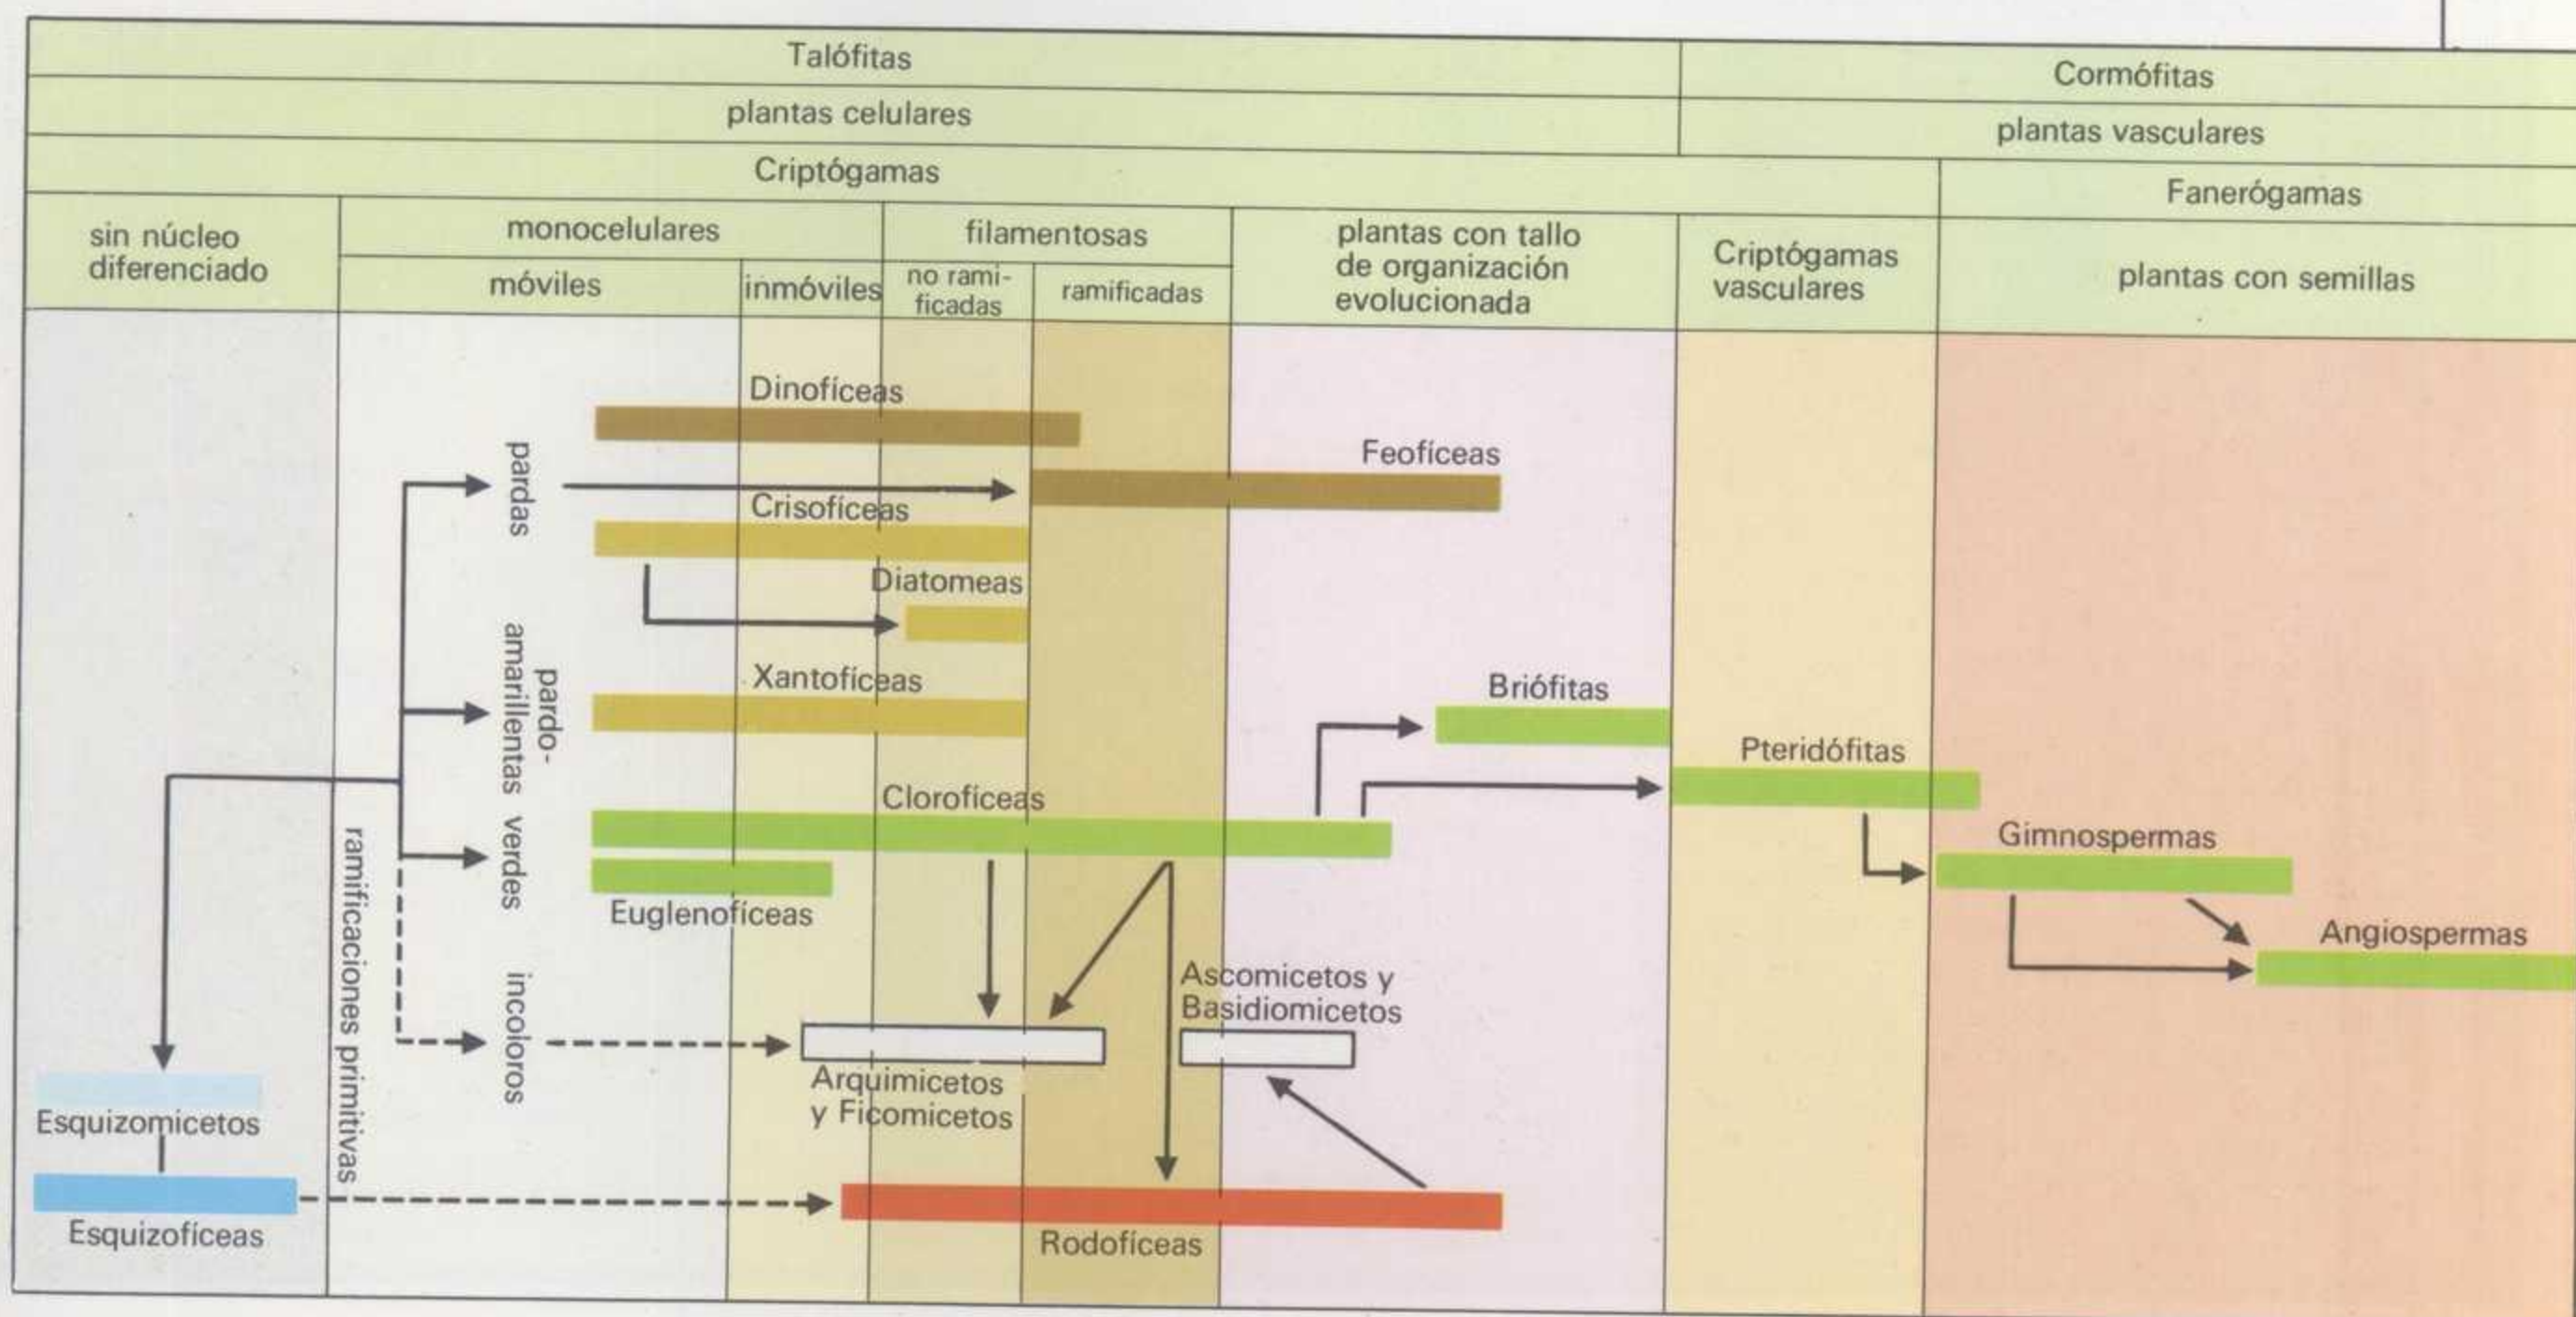 Talófitas
Cormófitas
plantas celulares
plantas vasculares
Criptógamas
Fanerógamas
sin núcleo
diferenciado
monocelulares
filamentosas
plantas con tallo
de organización
evolucionada
Criptógamas
vasculares
plantas con semillas
móviles
inmóviles
no rami-
ficadas
ramificadas
Dinofíceas
Feofíceas
pardas
Crisofíceas
Diatomeas
pardo-
amarillentas
Xantofíceas
Briófitas
Pteridófitas
Clorofíceas
verdes
Gimnospermas
Euglenofíceas
Angiospermas
ramificaciones primitivas
incoloros
Ascomicetos y
Basidiomicetos
Arquimicetos
y Ficomicetos
Esquizomicetos
Esquizofíceas
Rodofíceas